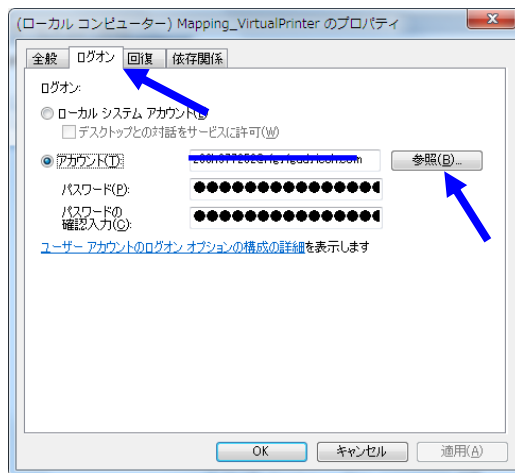 (ローカル コンピューター) Mapping_VirtualPrinter のプロパティ
全般 ログオン 回復 依存関係
ログオン:
ローカル システム アカウント(L)
デスクトップとの対話をサービスに許可(W)
アカウント(T):
参照(B)...
パスワード(P): ●●●●●●●●●●●●●●●
パスワードの
確認入力(C): ●●●●●●●●●●●●●●●
ユーザー アカウントのログオン オプションの構成の詳細を表示します
OK キャンセル 適用(A)